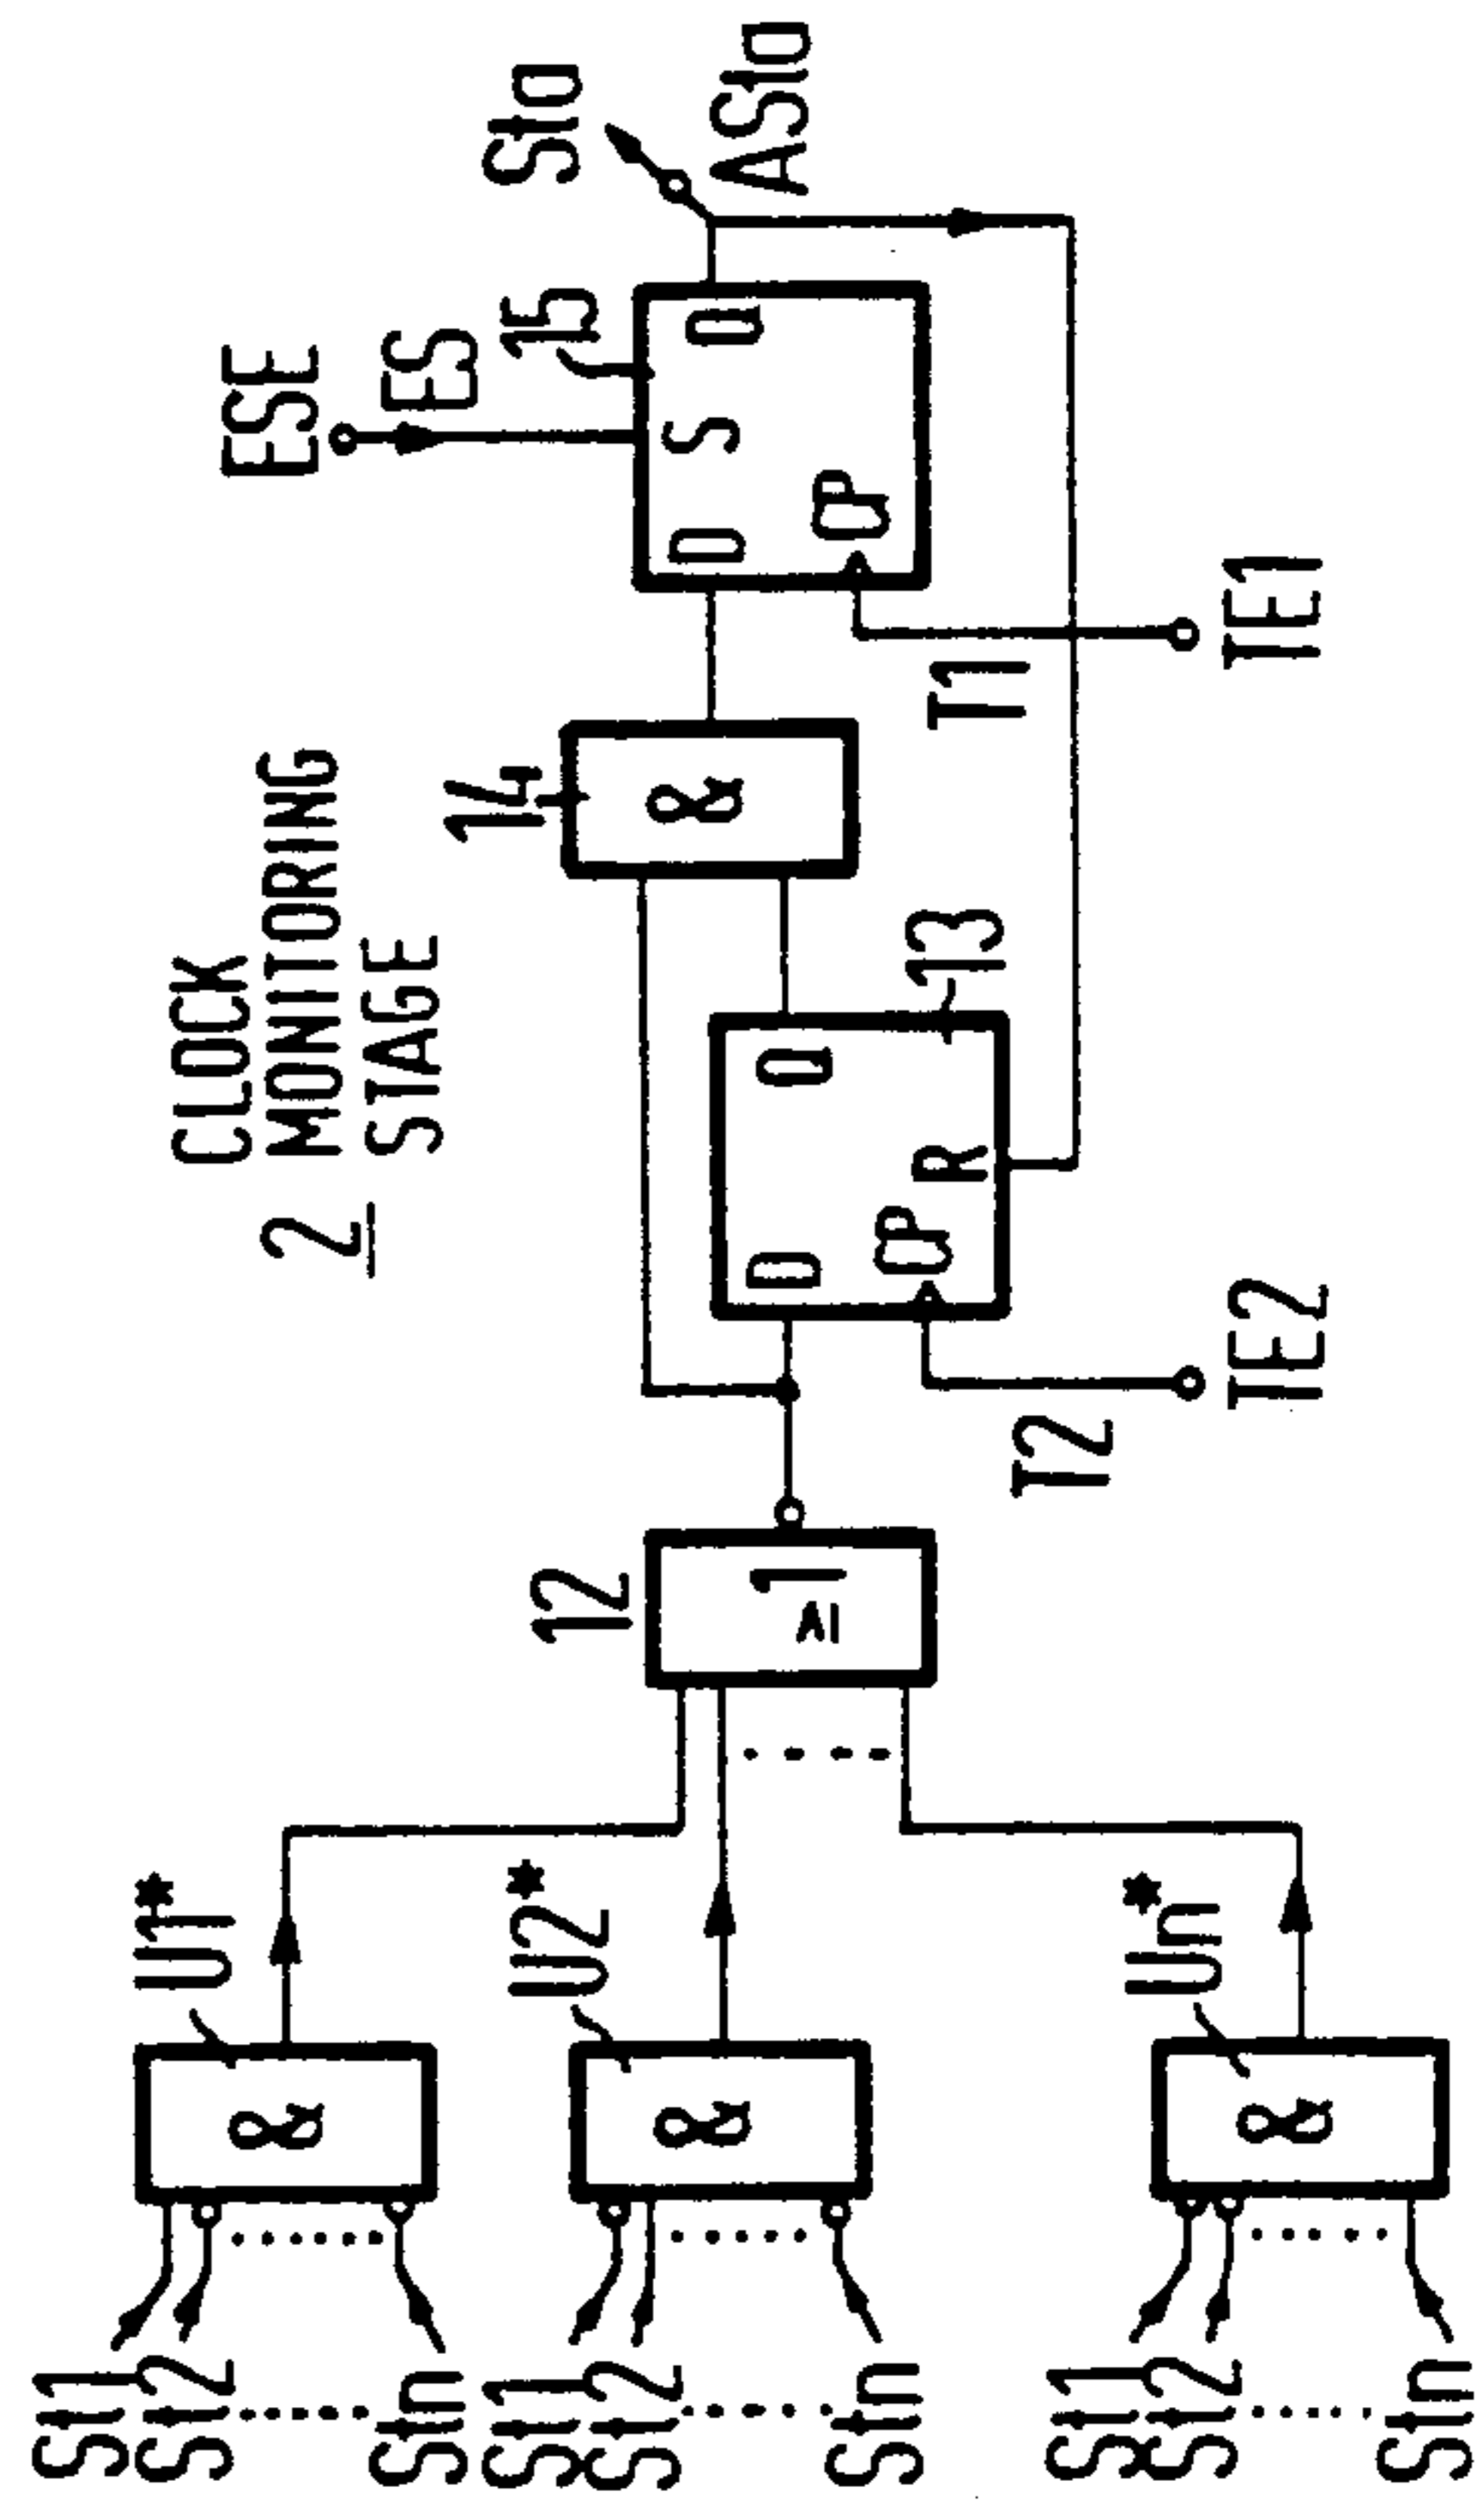 St1
St2
Stn
&
U1*
St1
St2
Stn
&
U2*
St1
St2
Stn
&
Un*
12
≥1
2
CLOCK
MONITORING
STAGE
D
Q
CP
R
13
T2
TE2
14
&
ESE
ES
15
D
S
Q
CP
T1
TE1
Sta
ASta